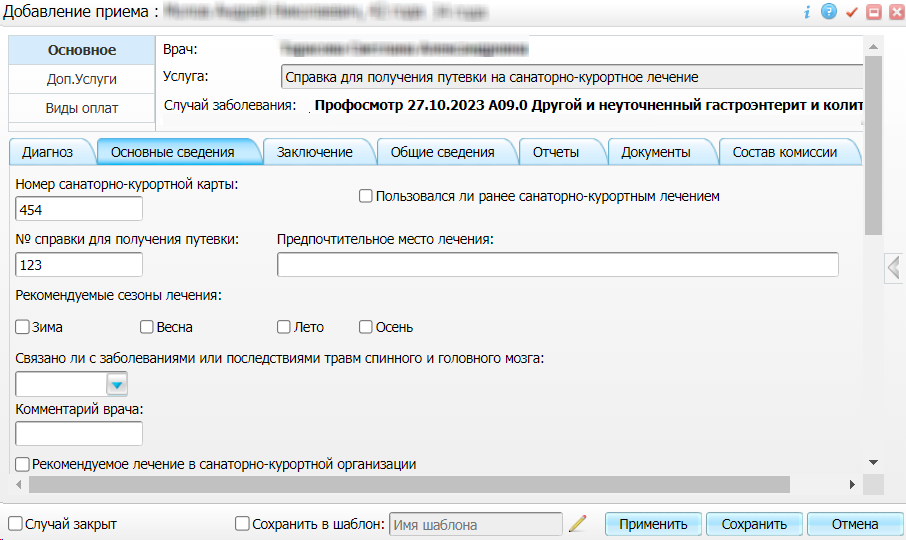 Добавление приема :
Основное
Доп.Услуги
Виды оплат
Врач:
Услуга: Справка для получения путевки на санаторно-курортное лечение
Случай заболевания: Профосмотр 27.10.2023 A09.0 Другой и неуточненный гастроэнтерит и колит
Диагноз Основные сведения Заключение Общие сведения Отчеты Документы Состав комиссии
Номер санаторно-курортной карты:
454
Пользовался ли ранее санаторно-курортным лечением
№ справки для получения путевки: Предпочтительное место лечения:
123
Рекомендуемые сезоны лечения:
Зима Весна Лето Осень
Связано ли с заболеваниями или последствиями травм спинного и головного мозга:
Комментарий врача:
Рекомендуемое лечение в санаторно-курортной организации
Случай закрыт Сохранить в шаблон: Имя шаблона Применить Сохранить Отмена